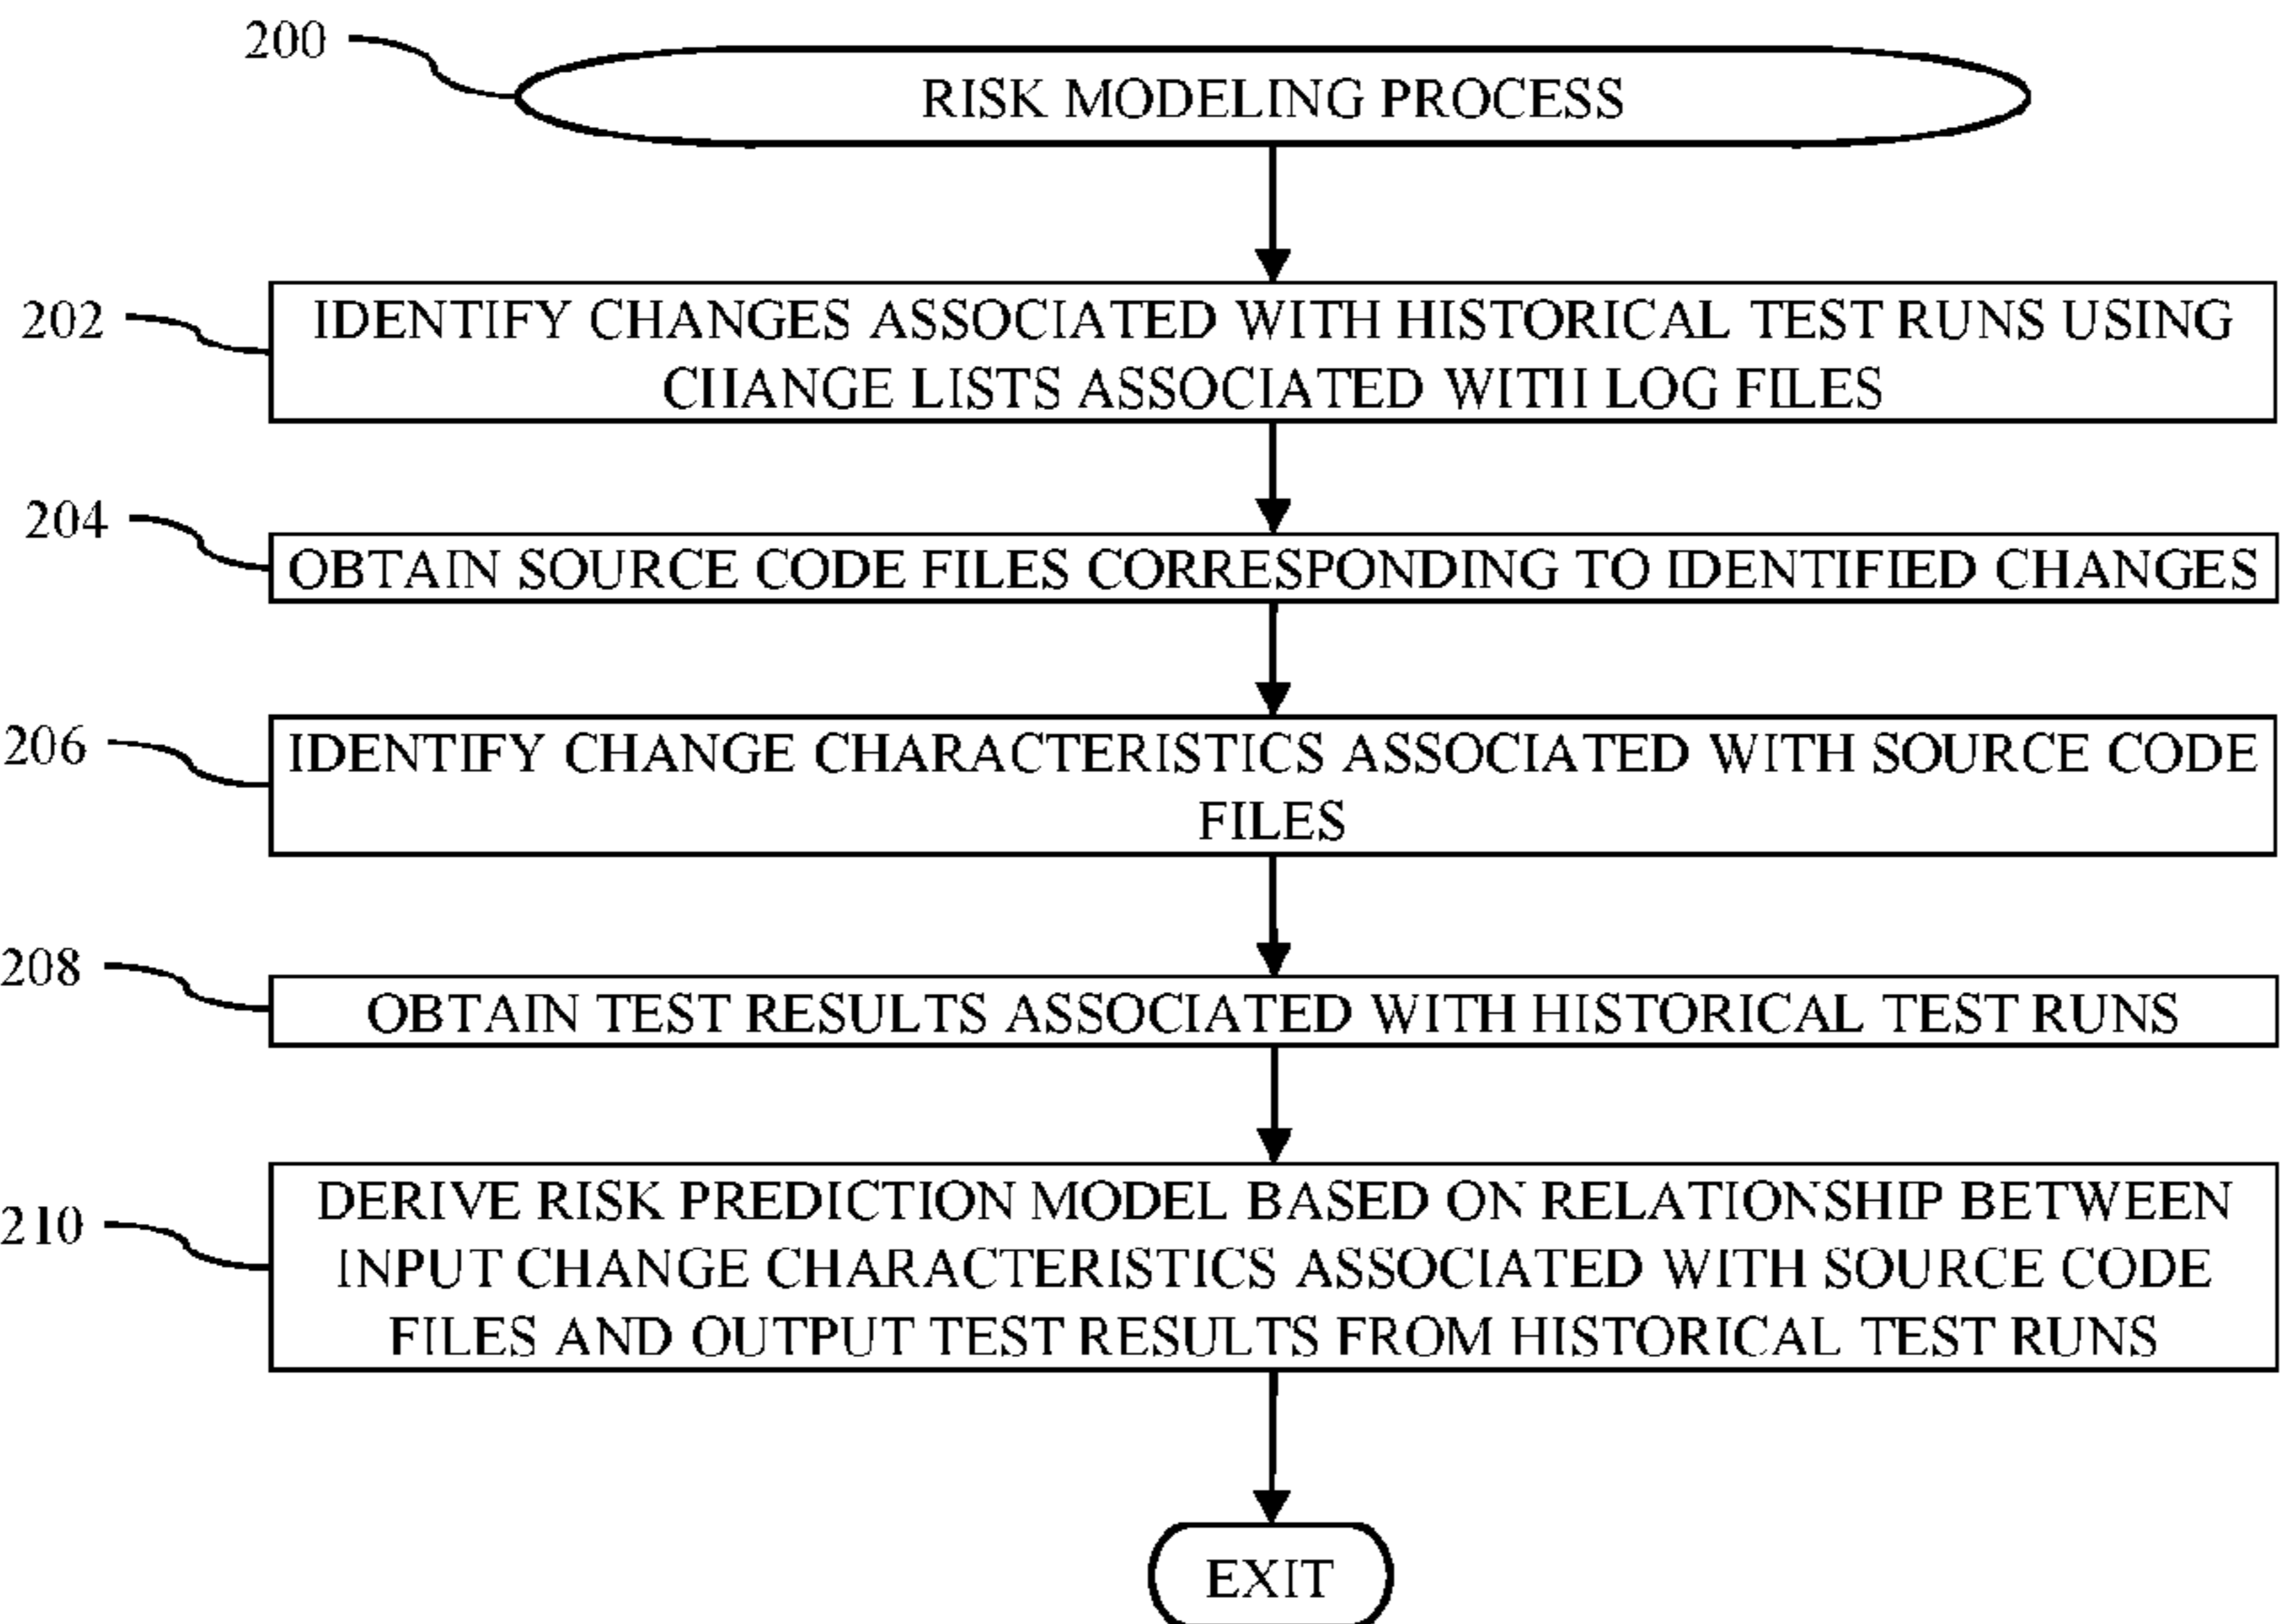 200
RISK MODELING PROCESS
202
IDENTIFY CHANGES ASSOCIATED WITH HISTORICAL TEST RUNS USING
CHANGE LISTS ASSOCIATED WITH LOG FILES
204
OBTAIN SOURCE CODE FILES CORRESPONDING TO IDENTIFIED CHANGES
206
IDENTIFY CHANGE CHARACTERISTICS ASSOCIATED WITH SOURCE CODE
FILES
208
OBTAIN TEST RESULTS ASSOCIATED WITH HISTORICAL TEST RUNS
210
DERIVE RISK PREDICTION MODEL BASED ON RELATIONSHIP BETWEEN
INPUT CHANGE CHARACTERISTICS ASSOCIATED WITH SOURCE CODE
FILES AND OUTPUT TEST RESULTS FROM HISTORICAL TEST RUNS
EXIT